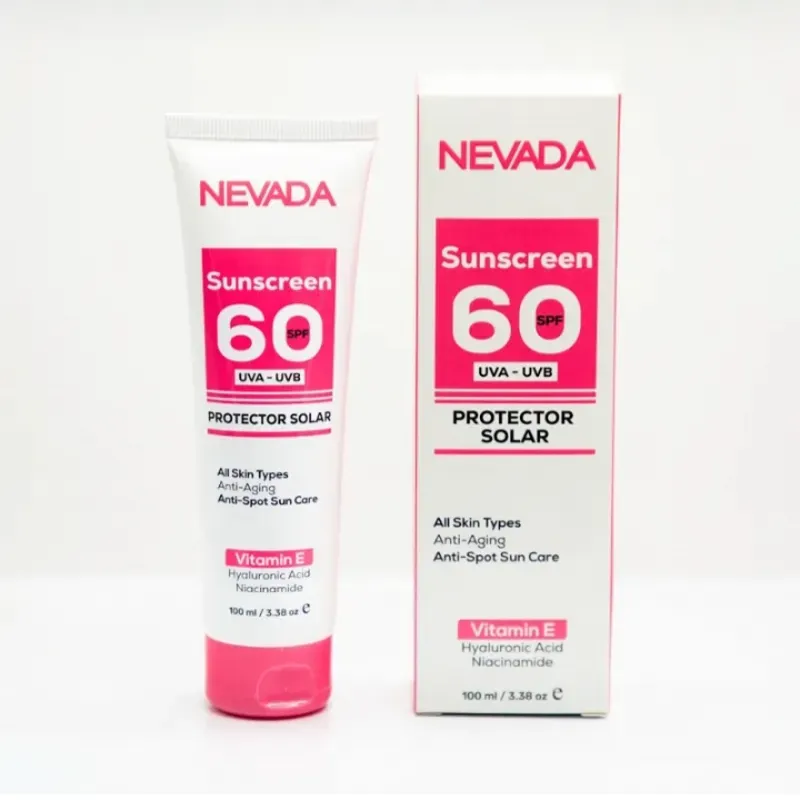 NEVADA
Sunscreen
60
SPF
UVA - UVB
PROTECTOR SOLAR
All Skin Types
Anti-Aging
Anti-Spot Sun Care
Vitamin E
Hyaluronic Acid
Niacinamide
100 ml / 3.38 oz ℮
NEVADA
Sunscreen
60
SPF
UVA - UVB
PROTECTOR
SOLAR
All Skin Types
Anti-Aging
Anti-Spot Sun Care
Vitamin E
Hyaluronic Acid
Niacinamide
100 ml / 3.38 oz ℮